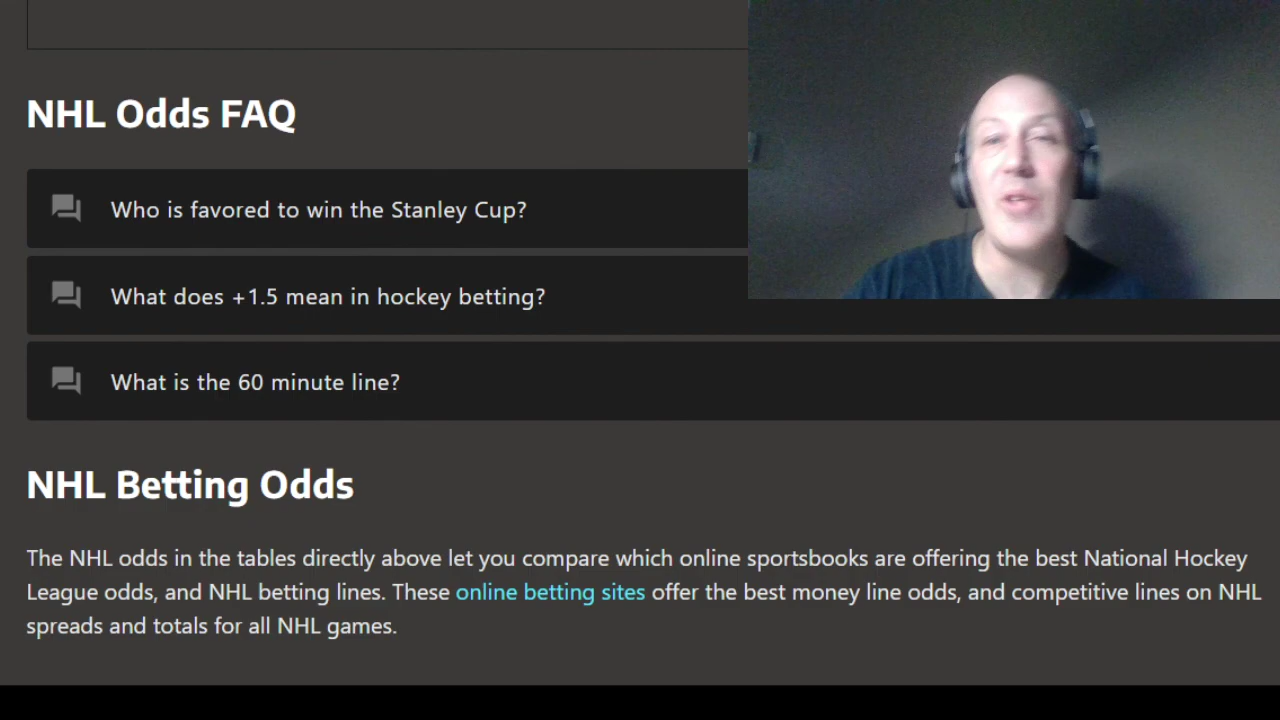 NHL Odds FAQ
Who is favored to win the Stanley Cup?
What does +1.5 mean in hockey betting?
What is the 60 minute line?
NHL Betting Odds
The NHL odds in the tables directly above let you compare which online sportsbooks are offering the best National Hockey
League odds, and NHL betting lines. These online betting sites offer the best money line odds, and competitive lines on NHL
spreads and totals for all NHL games.